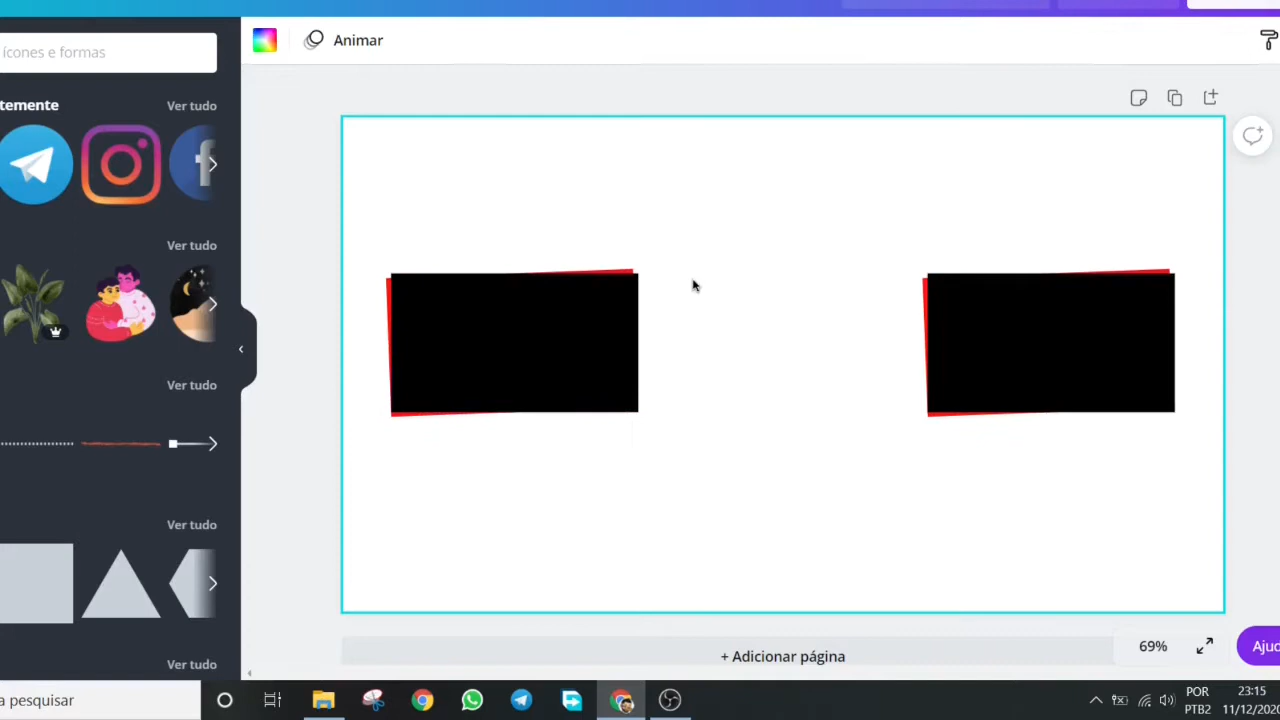 Animar
ícones e formas
temente
Ver tudo
Ver tudo
Ver tudo
Ver tudo
Ver tudo
+ Adicionar página
69%
Ajud
a pesquisar
POR
PTB2
23:15
11/12/2020